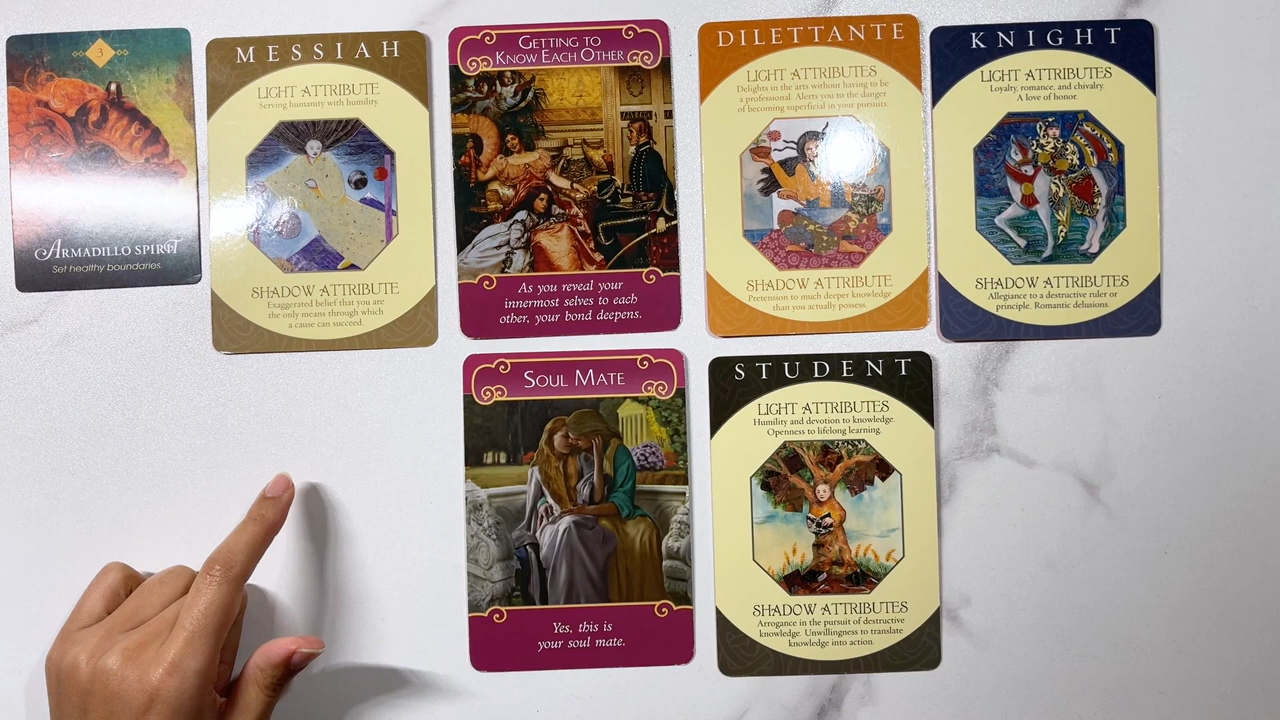 3
ARMADILLO SPIRIT
Set healthy boundaries.
MESSIAH
LIGHT ATTRIBUTE
Serving humanity with humility.
SHADOW ATTRIBUTE
Exaggerated belief that you are
the only means through which
a cause can succeed.
GETTING TO
KNOW EACH OTHER
As you reveal your
innermost selves to each
other, your bond deepens.
DILETTANTE
LIGHT ATTRIBUTES
Delights in the arts without having to be
a professional. Alerts you to the danger
of becoming superficial in your pursuits.
SHADOW ATTRIBUTE
Pretension to much deeper knowledge
than you actually possess.
KNIGHT
LIGHT ATTRIBUTES
Loyalty, romance, and chivalry.
A love of honor.
SHADOW ATTRIBUTES
Allegiance to a destructive ruler or
principle. Romantic delusions.
SOUL MATE
Yes, this is
your soul mate.
STUDENT
LIGHT ATTRIBUTES
Humility and devotion to knowledge.
Openness to lifelong learning.
SHADOW ATTRIBUTES
Arrogance in the pursuit of destructive
knowledge. Unwillingness to translate
knowledge into action.